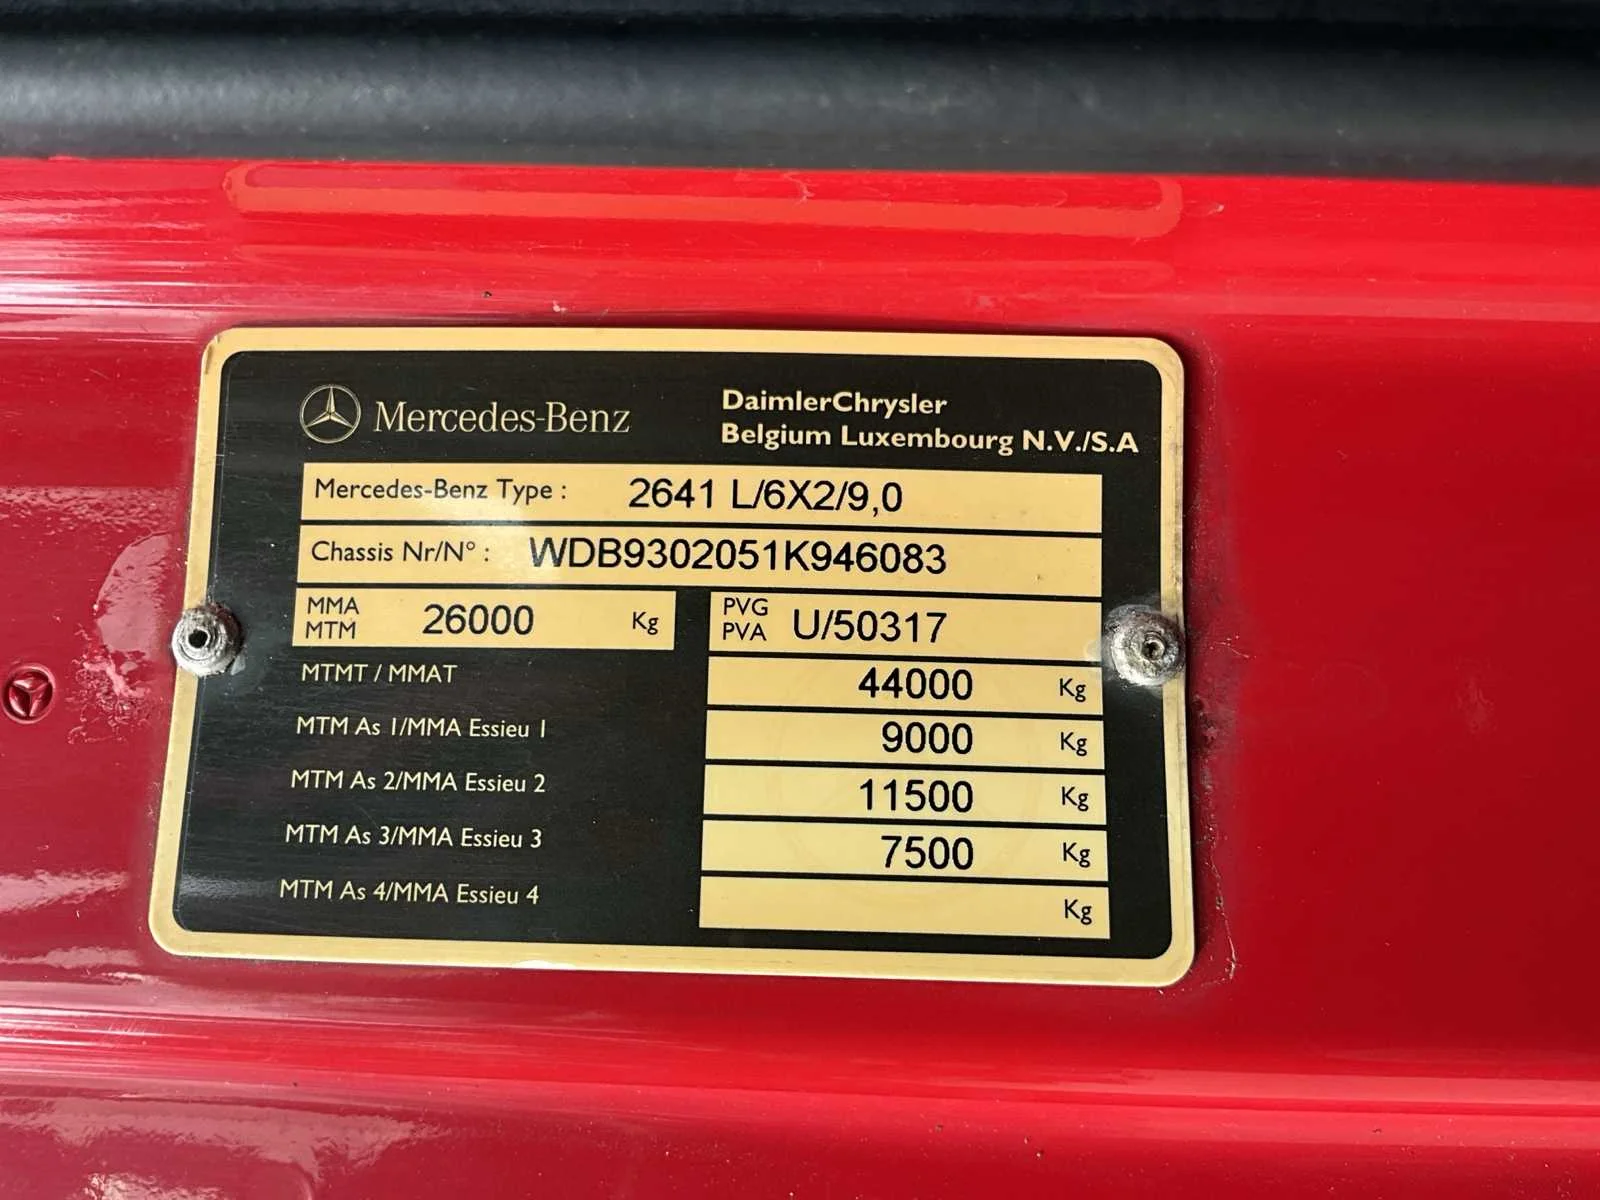 Mercedes-Benz
DaimlerChrysler
Belgium Luxembourg N.V./S.A
Mercedes-Benz Type : 2641 L/6X2/9,0
Chassis Nr/N° : WDB9302051K946083
MMA
MTM 26000 Kg
PVG
PVA U/50317
MTMT / MMAT 44000 Kg
MTM As 1/MMA Essieu 1 9000 Kg
MTM As 2/MMA Essieu 2 11500 Kg
MTM As 3/MMA Essieu 3 7500 Kg
MTM As 4/MMA Essieu 4 Kg